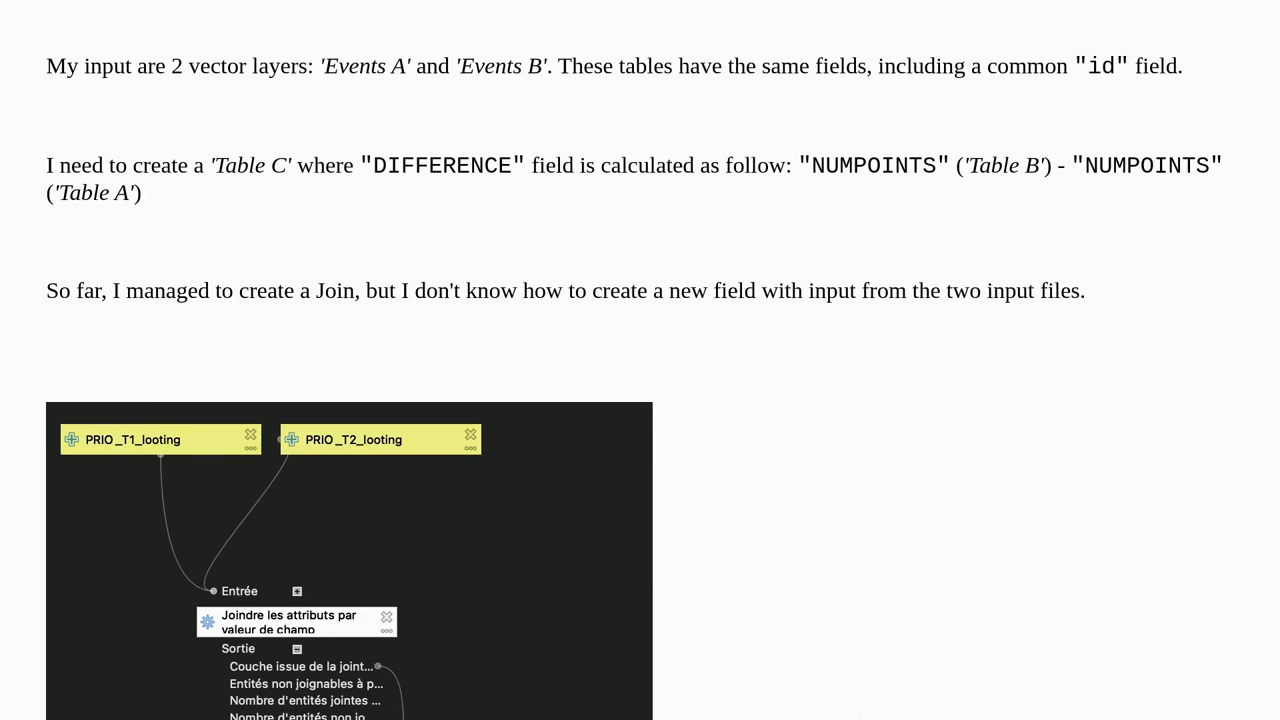 My input are 2 vector layers: 'Events A' and 'Events B'. These tables have the same fields, including a common "id" field.
I need to create a 'Table C' where "DIFFERENCE" field is calculated as follow: "NUMPOINTS" ('Table B') - "NUMPOINTS"
('Table A')
So far, I managed to create a Join, but I don't know how to create a new field with input from the two input files.
PRIO_T1_looting
PRIO_T2_looting
Entrée
Joindre les attributs par
valeur de champ
Sortie
Couche issue de la joint...
Entités non joignables à p...
Nombre d'entités jointes ...
Nombre d'entités non jo